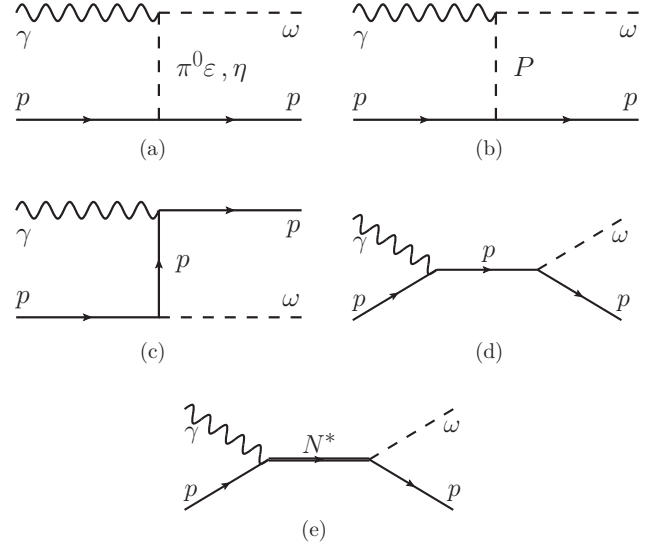 γ ω γ ω
π⁰ε , η P
p p p p
(a) (b)
γ p γ ω
p p
p ω p p
(c) (d)
γ N* ω
p p
(e)